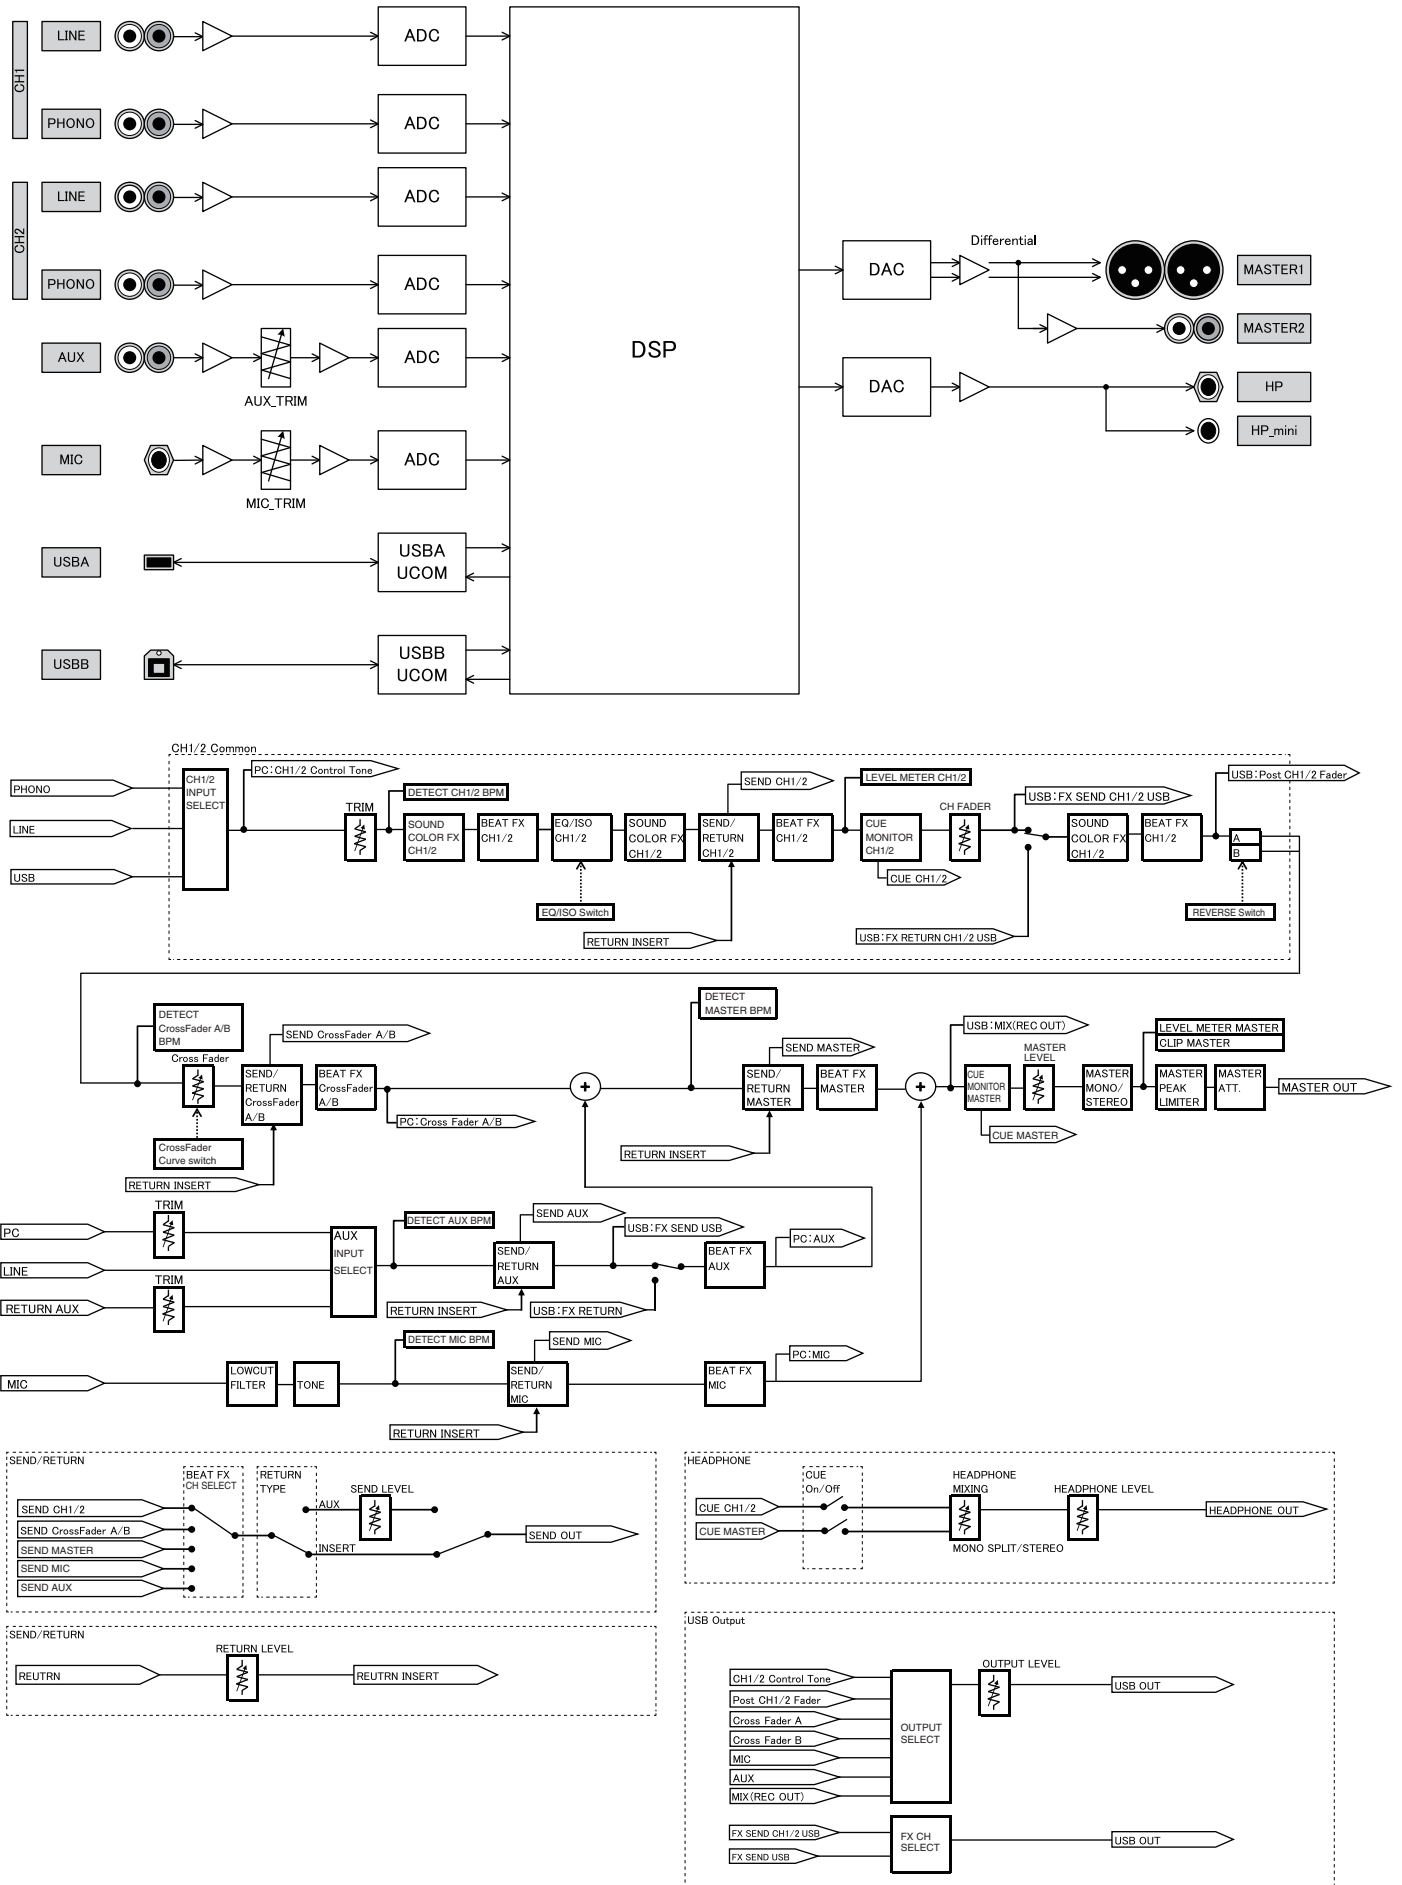 CH1
LINE
ADC
PHONO
ADC
CH2
LINE
ADC
PHONO
ADC
AUX
AUX_TRIM
ADC
MIC
MIC_TRIM
ADC
USBA
USBA
UCOM
USBB
USBB
UCOM
DSP
DAC
Differential
MASTER1
MASTER2
DAC
HP
HP_mini
CH1/2 Common
PHONO
LINE
USB
CH1/2
INPUT
SELECT
PC:CH1/2 Control Tone
TRIM
DETECT CH1/2 BPM
SOUND
COLOR FX
CH1/2
BEAT FX
CH1/2
EQ/ISO
CH1/2
EQ/ISO Switch
SOUND
COLOR FX
CH1/2
SEND/
RETURN
CH1/2
SEND CH1/2
RETURN INSERT
BEAT FX
CH1/2
LEVEL METER CH1/2
CUE
MONITOR
CH1/2
CUE CH1/2
CH FADER
USB:FX SEND CH1/2 USB
USB:FX RETURN CH1/2 USB
SOUND
COLOR FX
CH1/2
BEAT FX
CH1/2
USB:Post CH1/2 Fader
A
B
REVERSE Switch
DETECT
CrossFader A/B
BPM
Cross Fader
CrossFader
Curve switch
SEND CrossFader A/B
SEND/
RETURN
CrossFader
A/B
RETURN INSERT
BEAT FX
CrossFader
A/B
PC:Cross Fader A/B
+
DETECT
MASTER BPM
SEND MASTER
SEND/
RETURN
MASTER
RETURN INSERT
BEAT FX
MASTER
+
USB:MIX(REC OUT)
CUE
MONITOR
MASTER
CUE MASTER
MASTER
LEVEL
MASTER
MONO/
STEREO
LEVEL METER MASTER
CLIP MASTER
MASTER
PEAK
LIMITER
MASTER
ATT.
MASTER OUT
PC
TRIM
LINE
TRIM
RETURN AUX
AUX
INPUT
SELECT
DETECT AUX BPM
SEND AUX
SEND/
RETURN
AUX
RETURN INSERT
USB:FX SEND USB
USB:FX RETURN
BEAT FX
AUX
PC:AUX
MIC
LOWCUT
FILTER
TONE
DETECT MIC BPM
SEND MIC
SEND/
RETURN
MIC
RETURN INSERT
BEAT FX
MIC
PC:MIC
SEND/RETURN
BEAT FX
CH SELECT
RETURN
TYPE
SEND CH1/2
SEND CrossFader A/B
SEND MASTER
SEND MIC
SEND AUX
AUX
INSERT
SEND LEVEL
SEND OUT
SEND/RETURN
REUTRN
RETURN LEVEL
REUTRN INSERT
HEADPHONE
CUE
On/Off
CUE CH1/2
CUE MASTER
HEADPHONE
MIXING
MONO SPLIT/STEREO
HEADPHONE LEVEL
HEADPHONE OUT
USB Output
CH1/2 Control Tone
Post CH1/2 Fader
Cross Fader A
Cross Fader B
MIC
AUX
MIX(REC OUT)
OUTPUT
SELECT
OUTPUT LEVEL
USB OUT
FX SEND CH1/2 USB
FX SEND USB
FX CH
SELECT
USB OUT